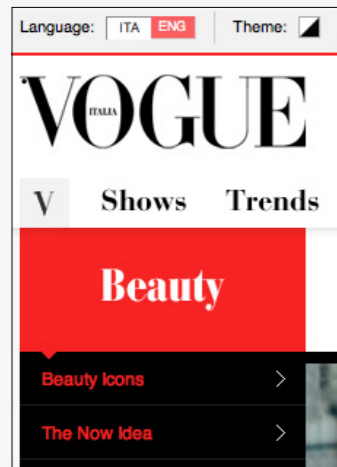 Language: ITA ENG Theme:
VOGUE
ITALIA
V Shows Trends
Beauty
Beauty Icons
The Now Idea